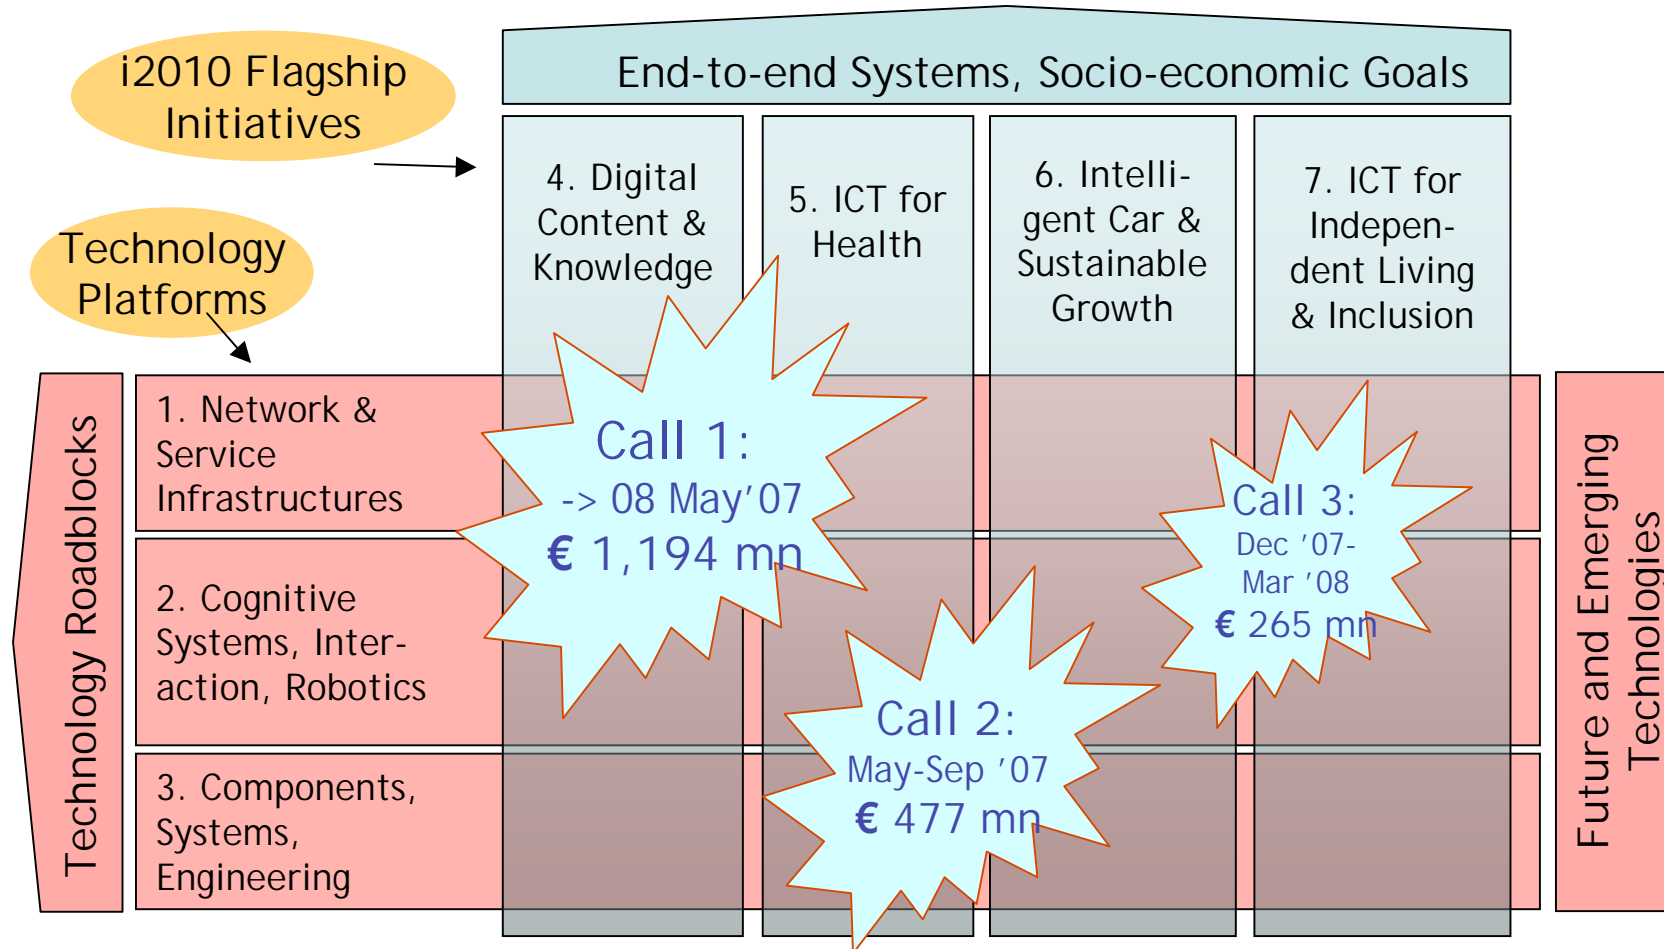 i2010 Flagship
Initiatives
End-to-end Systems, Socio-economic Goals
Technology
Platforms
4. Digital
Content &
Knowledge
5. ICT for
Health
6. Intelli-
gent Car &
Sustainable
Growth
7. ICT for
Indepen-
dent Living
& Inclusion
Technology Roadblocks
1. Network &
Service
Infrastructures
2. Cognitive
Systems, Inter-
action, Robotics
3. Components,
Systems,
Engineering
Call 1:
-> 08 May’07
€ 1,194 mn
Call 2:
May-Sep ’07
€ 477 mn
Call 3:
Dec ’07-
Mar ’08
€ 265 mn
Future and Emerging
Technologies